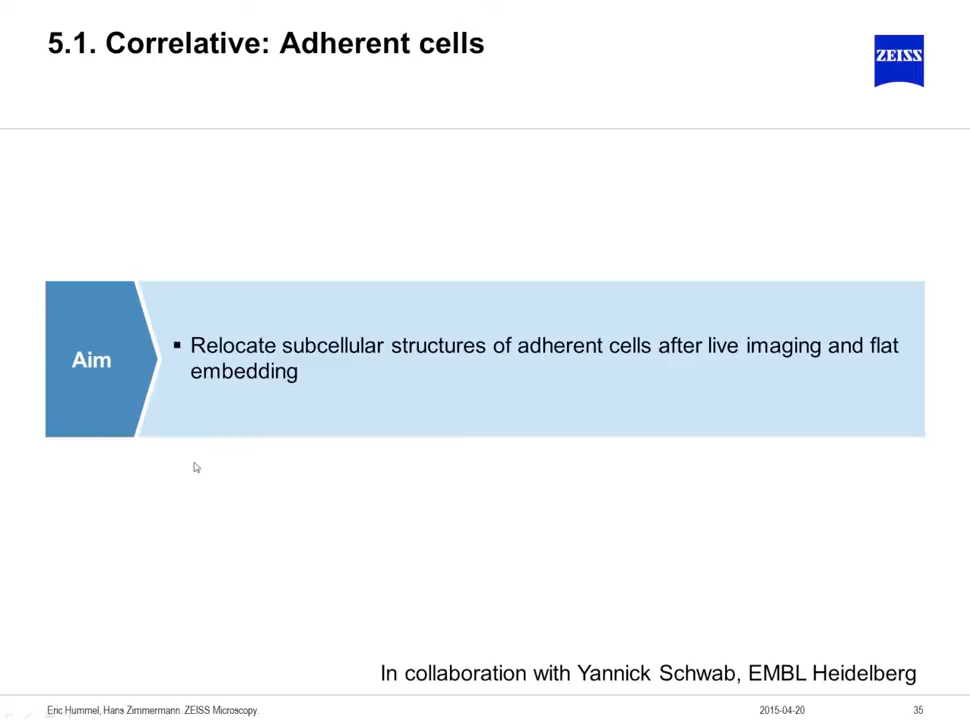 5.1. Correlative: Adherent cells
ZEISS
Aim
▪ Relocate subcellular structures of adherent cells after live imaging and flat
embedding
In collaboration with Yannick Schwab, EMBL Heidelberg
Eric Hummel, Hans Zimmermann. ZEISS Microscopy.
2015-04-20
35